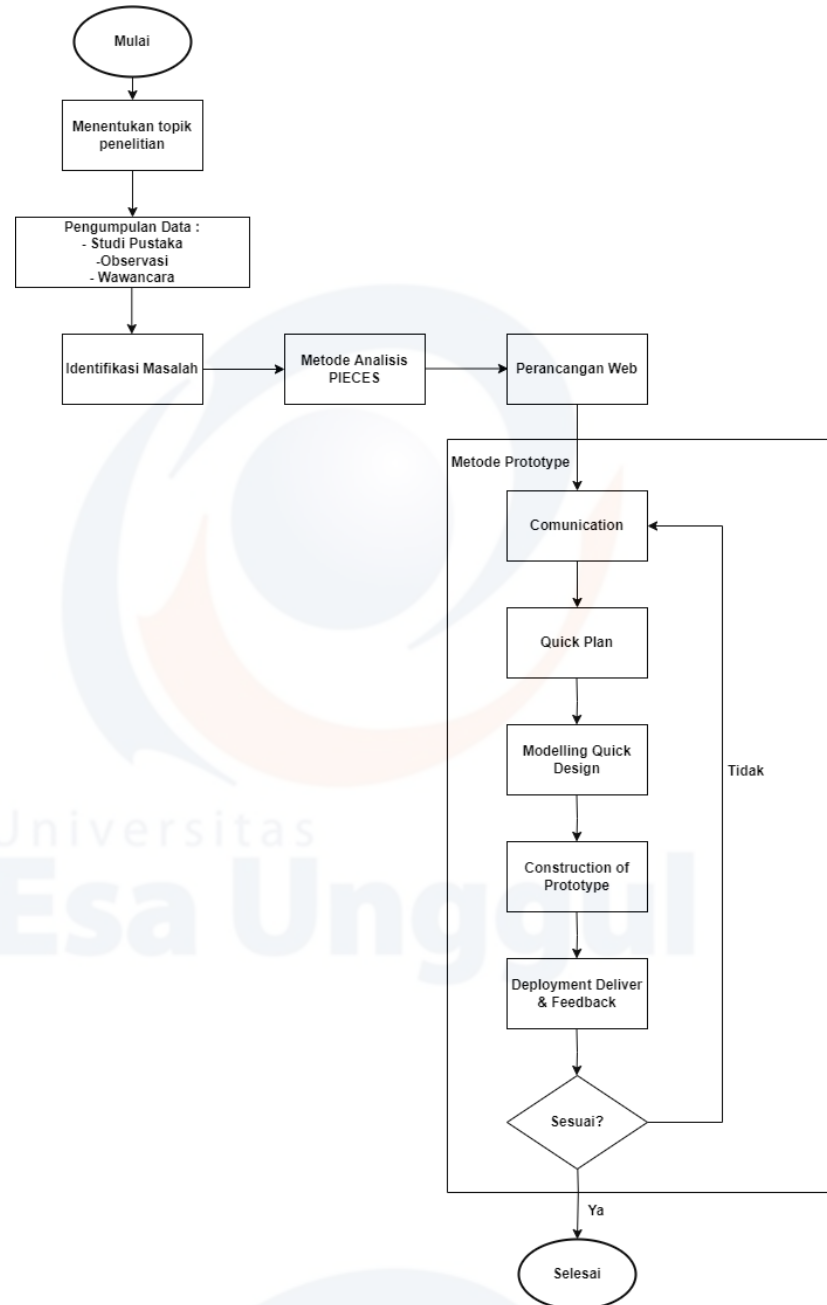 Mulai
Menentukan topik
penelitian
Pengumpulan Data :
- Studi Pustaka
-Observasi
- Wawancara
Identifikasi Masalah
Metode Analisis
PIECES
Perancangan Web
Metode Prototype
Comunication
Quick Plan
Modelling Quick
Design
Tidak
Construction of
Prototype
Deployment Deliver
& Feedback
Sesuai?
Ya
Selesai
Universitas
Esa Unggul